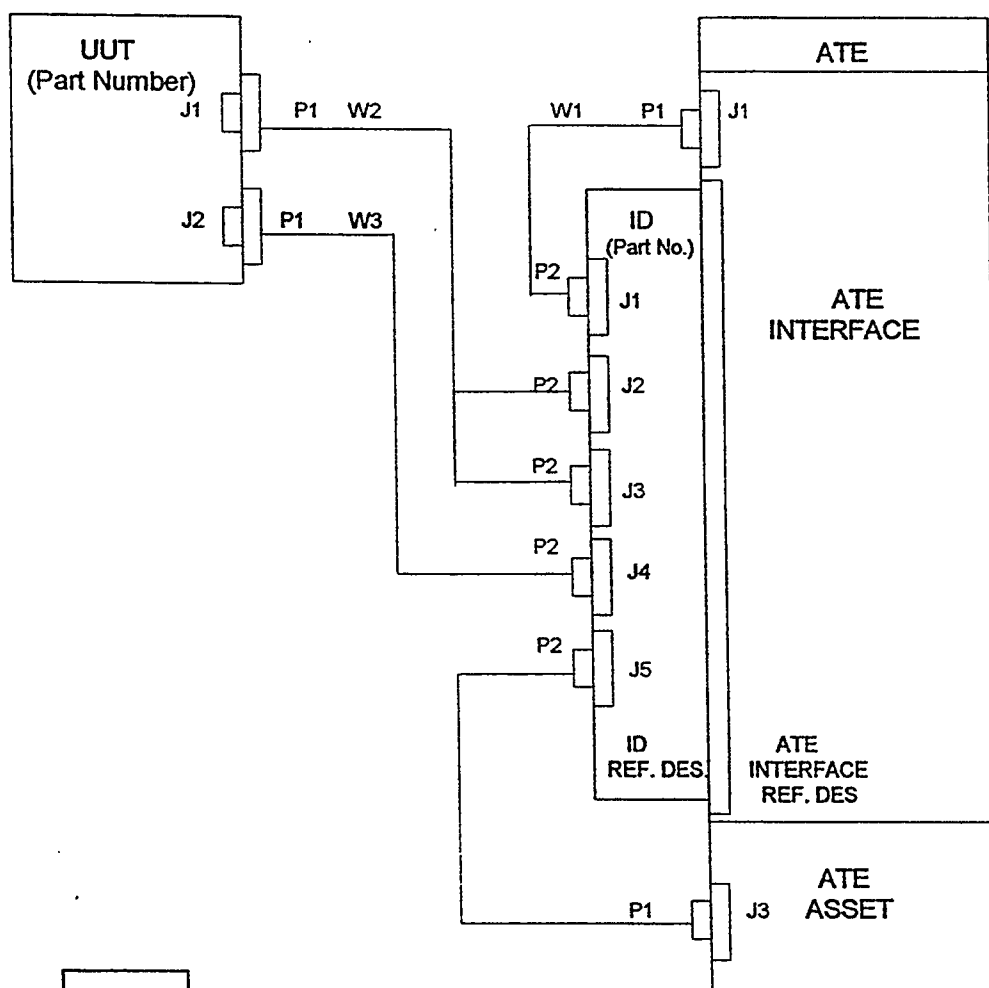 UUT
(Part Number)
J1
P1 W2
J2
P1 W3
ATE
W1 P1 J1
ID
(Part No.)
P2
J1
ATE
INTERFACE
P2 J2
P2
J3
P2
J4
P2
J5
ID
REF. DES.
ATE
INTERFACE
REF. DES
ATE
ASSET
P1 J3